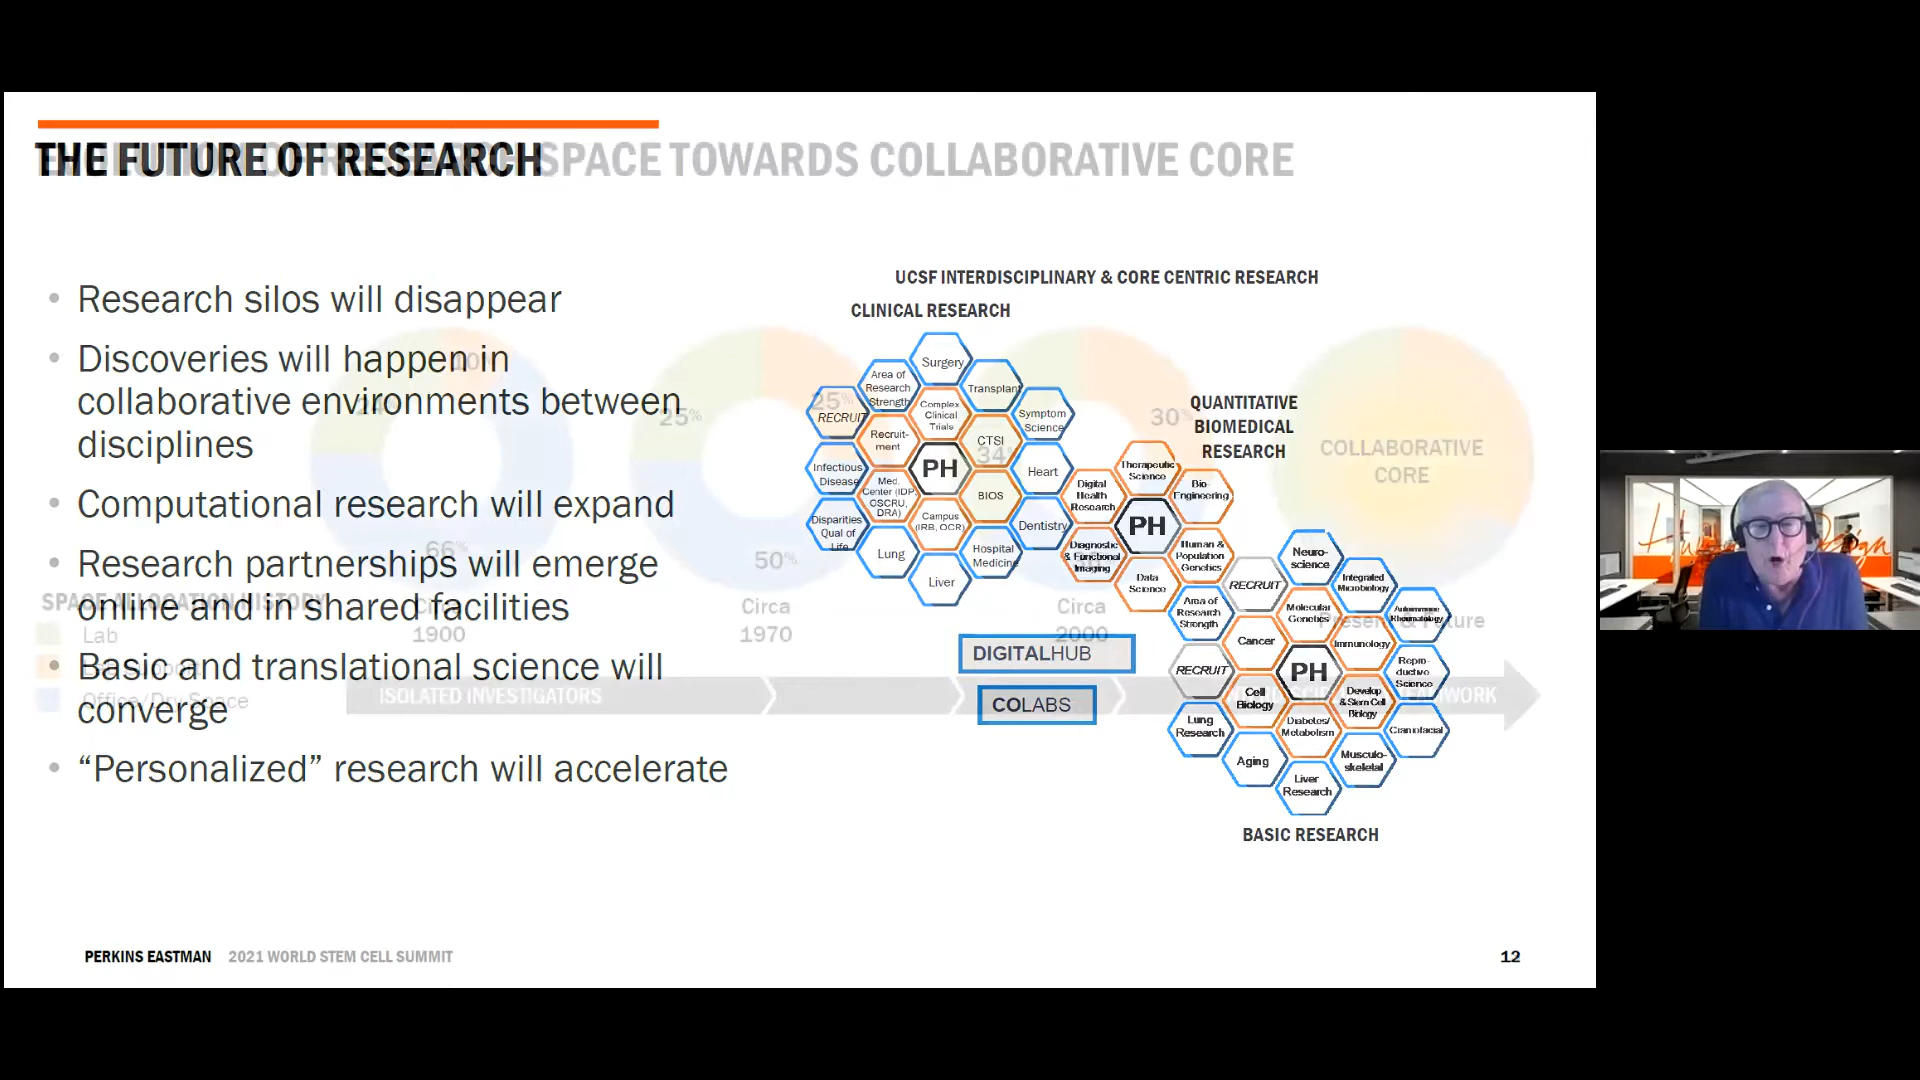 THE FUTURE OF RESEARCH
SPACE TOWARDS COLLABORATIVE CORE
• Research silos will disappear
• Discoveries will happen in
collaborative environments between
disciplines
• Computational research will expand
• Research partnerships will emerge
online and in shared facilities
• Basic and translational science will
converge
• “Personalized” research will accelerate
UCSF INTERDISCIPLINARY & CORE CENTRIC RESEARCH
CLINICAL RESEARCH
Surgery
Area of
Research
Strength
Transplant
RECRUIT
Complex
Clinical
Trials
Symptom
Science
Recruit-
ment
CTSI
PH
Infectious
Disease
Heart
Med.
Center (IDP,
CSCRU,
DRA)
BIOS
Disparities
Qual of
Life
Campus
(IRB, OCR)
Dentistry
Lung
Hospital
Medicine
Liver
QUANTITATIVE
BIOMEDICAL
RESEARCH
Therapeutic
Science
Digital
Health
Research
Bio-
Engineering
PH
Diagnostic
& Functional
Imaging
Human &
Population
Genetics
Data
Science
Neuro-
science
RECRUIT
Integrated
Microbiology
Area of
Research
Strength
Molecular
Genetics
Autoimmune
Rheumatology
Cancer
Immunology
RECRUIT
PH
Repro-
ductive
Science
Cell
Biology
Develop
& Stem Cell
Biology
Lung
Research
Diabetes/
Metabolism
Craniofacial
Aging
Musculo-
skeletal
Liver
Research
BASIC RESEARCH
DIGITALHUB
COLABS
10%
66%
25%
25%
50%
30%
34%
COLLABORATIVE
CORE
SPACE ALLOCATION HISTORY
Lab
Office/Dry Space
1900
Circa
1970
Circa
2000
Present & Future
ISOLATED INVESTIGATORS
PERKINS EASTMAN 2021 WORLD STEM CELL SUMMIT
12